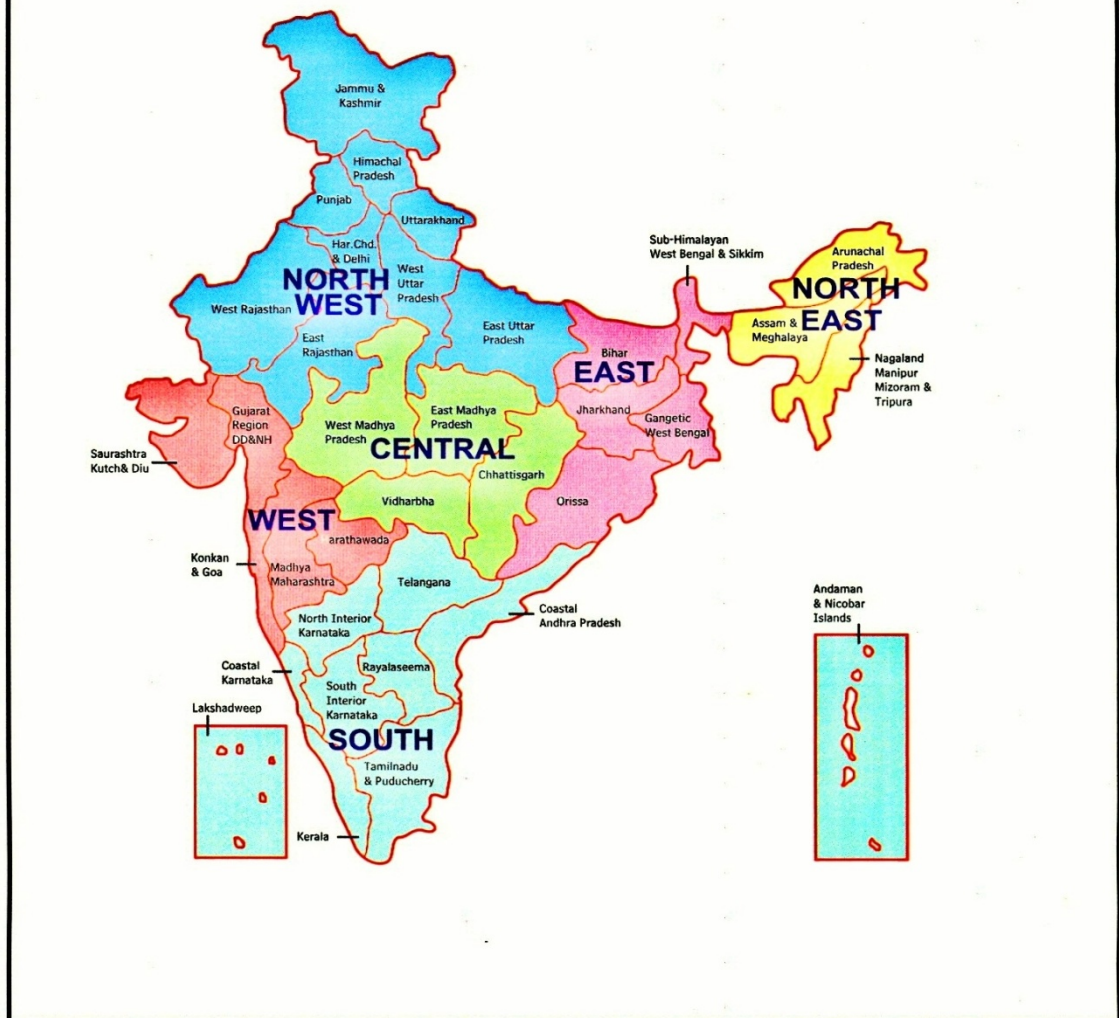 Jammu &
Kashmir
Himachal
Pradesh
Punjab
Uttarakhand
Har.Chd.
& Delhi
West
Uttar
Pradesh
NORTH
WEST
West Rajasthan
East
Rajasthan
East Uttar
Pradesh
Sub-Himalayan
West Bengal & Sikkim
Arunachal
Pradesh
NORTH
EAST
Assam &
Meghalaya
Nagaland
Manipur
Mizoram &
Tripura
Bihar
EAST
Jharkhand
Gangetic
West Bengal
Orissa
West Madhya
Pradesh
East Madhya
Pradesh
CENTRAL
Chhattisgarh
Vidharbha
Gujarat
Region
DD&NH
Saurashtra
Kutch& Diu
WEST
arathawada
Konkan
& Goa
Madhya
Maharashtra
Telangana
Coastal
Andhra Pradesh
North Interior
Karnataka
Rayalaseema
Coastal
Karnataka
South
Interior
Karnataka
SOUTH
Tamilnadu
& Puducherry
Kerala
Lakshadweep
Andaman
& Nicobar
Islands